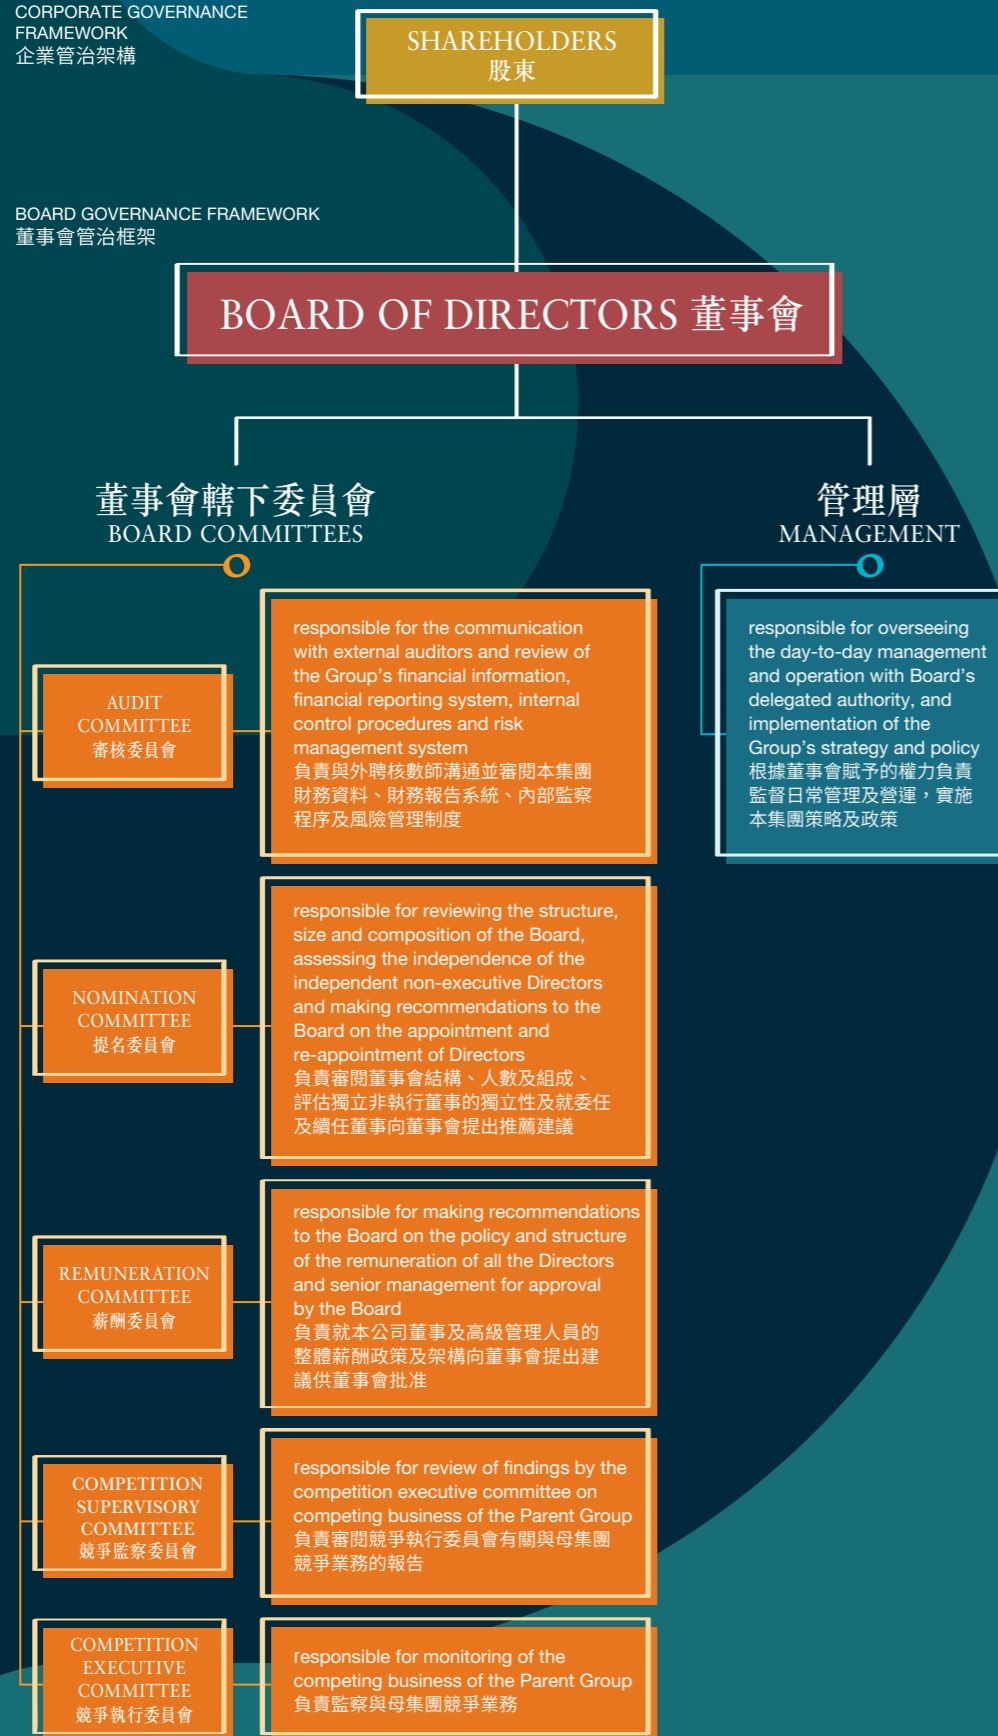 CORPORATE GOVERNANCE
FRAMEWORK
企業管治架構
SHAREHOLDERS
股東
BOARD GOVERNANCE FRAMEWORK
董事會管治框架
BOARD OF DIRECTORS 董事會
董事會轄下委員會
BOARD COMMITTEES
管理層
MANAGEMENT
AUDIT
COMMITTEE
審核委員會
responsible for the communication
with external auditors and review of
the Group's financial information,
financial reporting system, internal
control procedures and risk
management system
負責與外聘核數師溝通並審閱本集團
財務資料、財務報告系統、內部監察
程序及風險管理制度
responsible for overseeing
the day-to-day management
and operation with Board's
delegated authority, and
implementation of the
Group's strategy and policy
根據董事會賦予的權力負責
監督日常管理及營運，實施
本集團策略及政策
NOMINATION
COMMITTEE
提名委員會
responsible for reviewing the structure,
size and composition of the Board,
assessing the independence of the
independent non-executive Directors
and making recommendations to the
Board on the appointment and
re-appointment of Directors
負責審閱董事會結構、人數及組成、
評估獨立非執行董事的獨立性及就委任
及續任董事向董事會提出推薦建議
REMUNERATION
COMMITTEE
薪酬委員會
responsible for making recommendations
to the Board on the policy and structure
of the remuneration of all the Directors
and senior management for approval
by the Board
負責就本公司董事及高級管理人員的
整體薪酬政策及架構向董事會提出建
議供董事會批准
COMPETITION
SUPERVISORY
COMMITTEE
競爭監察委員會
responsible for review of findings by the
competition executive committee on
competing business of the Parent Group
負責審閱競爭執行委員會有關與母集團
競爭業務的報告
COMPETITION
EXECUTIVE
COMMITTEE
競爭執行委員會
responsible for monitoring of the
competing business of the Parent Group
負責監察與母集團競爭業務